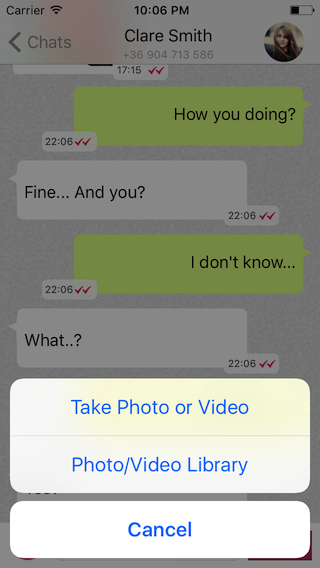 Carrier 10:06 PM
Chats Clare Smith
+36 904 713 586
17:15
How you doing?
22:06
Fine... And you?
22:06
I don't know...
22:06
What..?
22:06
Take Photo or Video
Photo/Video Library
Cancel